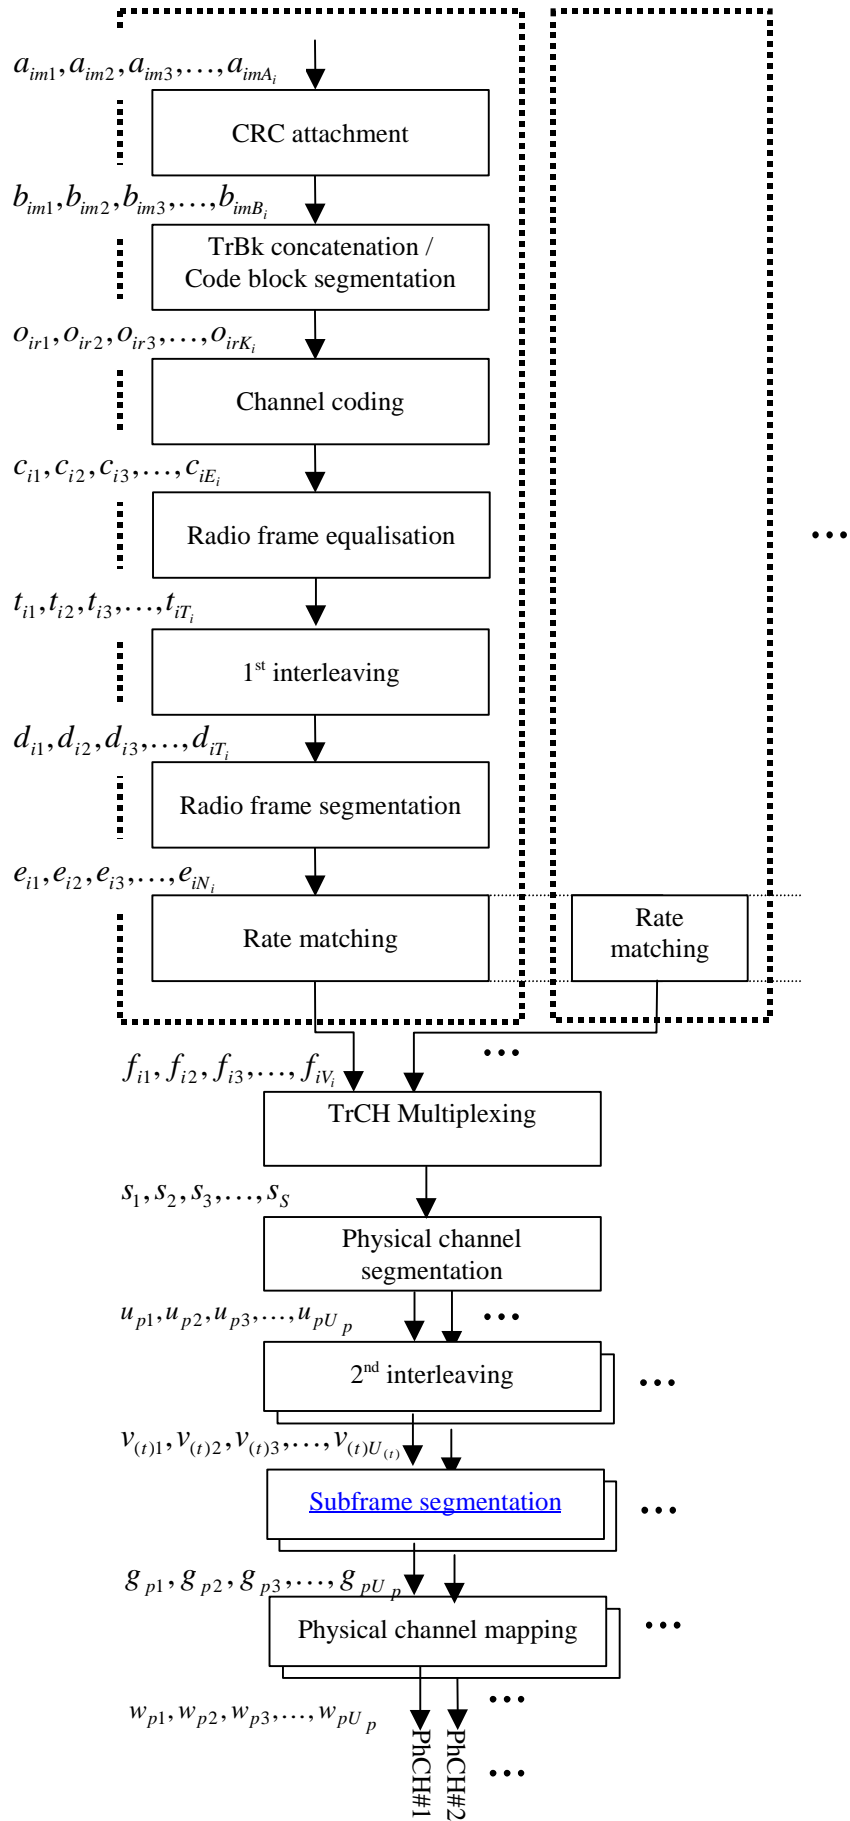 a_{im1}, a_{im2}, a_{im3}, …, a_{imA_i}
CRC attachment
b_{im1}, b_{im2}, b_{im3}, …, b_{imB_i}
TrBk concatenation /
Code block segmentation
o_{ir1}, o_{ir2}, o_{ir3}, …, o_{irK_i}
Channel coding
c_{i1}, c_{i2}, c_{i3}, …, c_{iE_i}
Radio frame equalisation
…
t_{i1}, t_{i2}, t_{i3}, …, t_{iT_i}
1^{st} interleaving
d_{i1}, d_{i2}, d_{i3}, …, d_{iT_i}
Radio frame segmentation
e_{i1}, e_{i2}, e_{i3}, …, e_{iN_i}
Rate matching
Rate
matching
…
f_{i1}, f_{i2}, f_{i3}, …, f_{iV_i}
TrCH Multiplexing
s_1, s_2, s_3, …, s_S
Physical channel
segmentation
u_{p1}, u_{p2}, u_{p3}, …, u_{pU_p}
…
2^{nd} interleaving
…
v_{(t)1}, v_{(t)2}, v_{(t)3}, …, v_{(t)U_{(t)}}
Subframe segmentation
…
g_{p1}, g_{p2}, g_{p3}, …, g_{pU_p}
Physical channel mapping
…
w_{p1}, w_{p2}, w_{p3}, …, w_{pU_p}
…
PhCH#1
PhCH#2
…